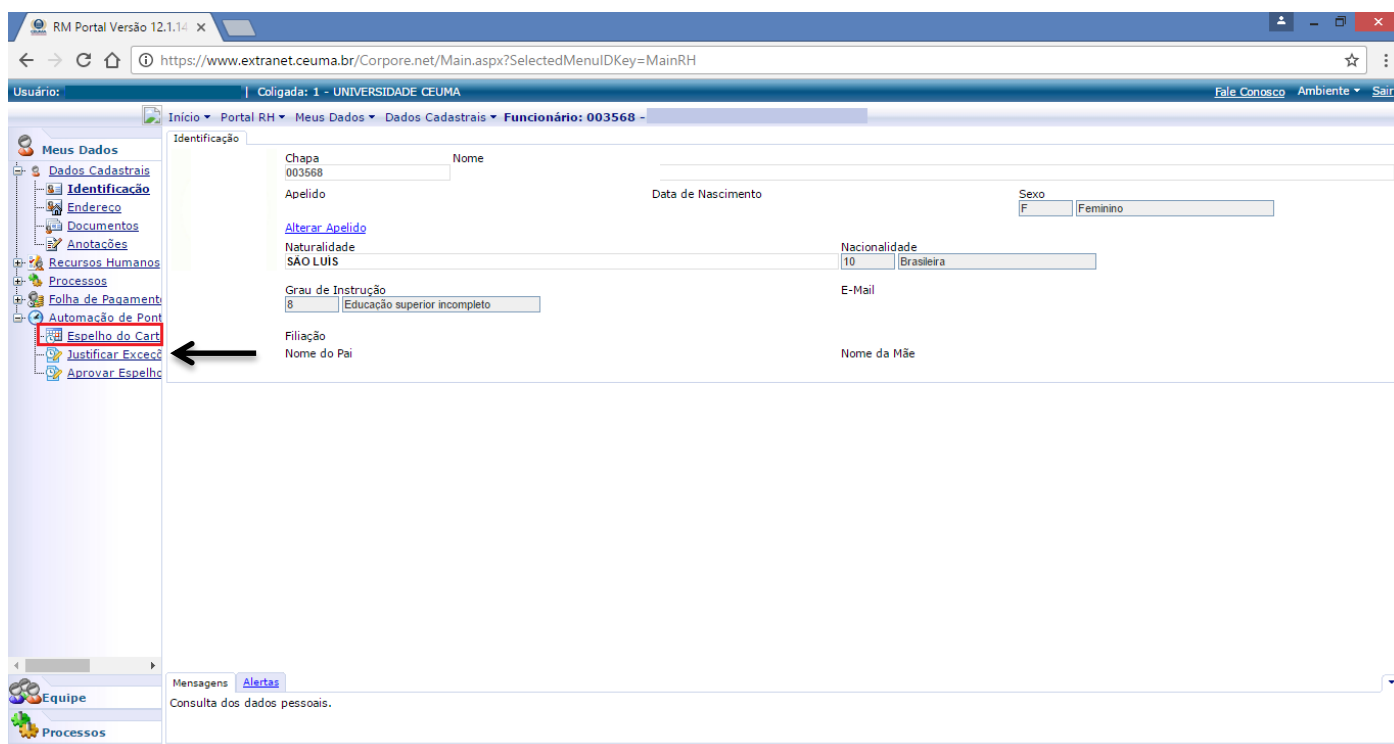 RM Portal Versão 12.1.14
https://www.extranet.ceuma.br/Corpore.net/Main.aspx?SelectedMenuIDKey=MainRH
Usuário: | Coligada: 1 - UNIVERSIDADE CEUMA Fale Conosco Ambiente Sair
Início Portal RH Meus Dados Dados Cadastrais Funcionário: 003568 -
Meus Dados
Dados Cadastrais
Identificação
Endereço
Documentos
Anotações
Recursos Humanos
Processos
Folha de Pagament
Automação de Pont
Espelho do Cart
Justificar Exceçõ
Aprovar Espelho
Identificação
Chapa Nome
003568
Apelido Data de Nascimento Sexo
F Feminino
Alterar Apelido
Naturalidade Nacionalidade
SÃO LUÍS 10 Brasileira
Grau de Instrução E-Mail
8 Educação superior incompleto
Filiação
Nome do Pai Nome da Mãe
Equipe
Processos
Mensagens Alertas
Consulta dos dados pessoais.